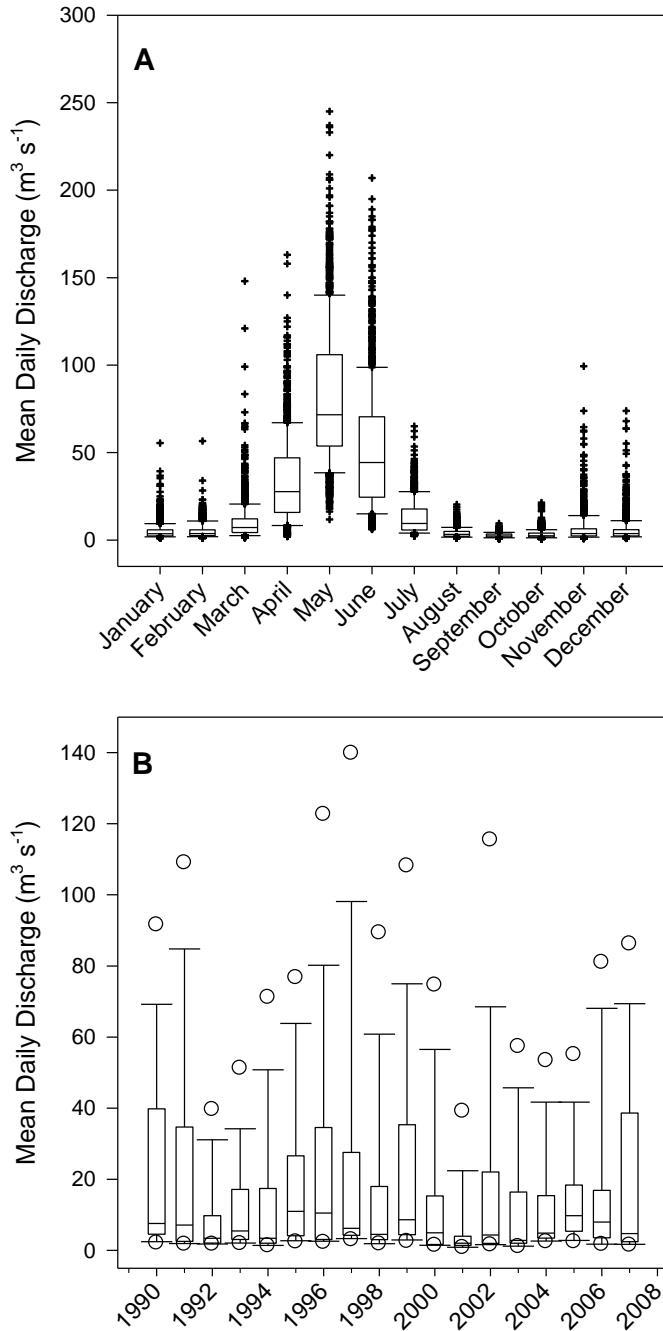 300
A
250
200
150
100
50
0
Mean Daily Discharge (m³ s⁻¹)
January
February
March
April
May
June
July
August
September
October
November
December
140
B
120
100
80
60
40
20
0
Mean Daily Discharge (m³ s⁻¹)
1990
1992
1994
1996
1998
2000
2002
2004
2006
2008